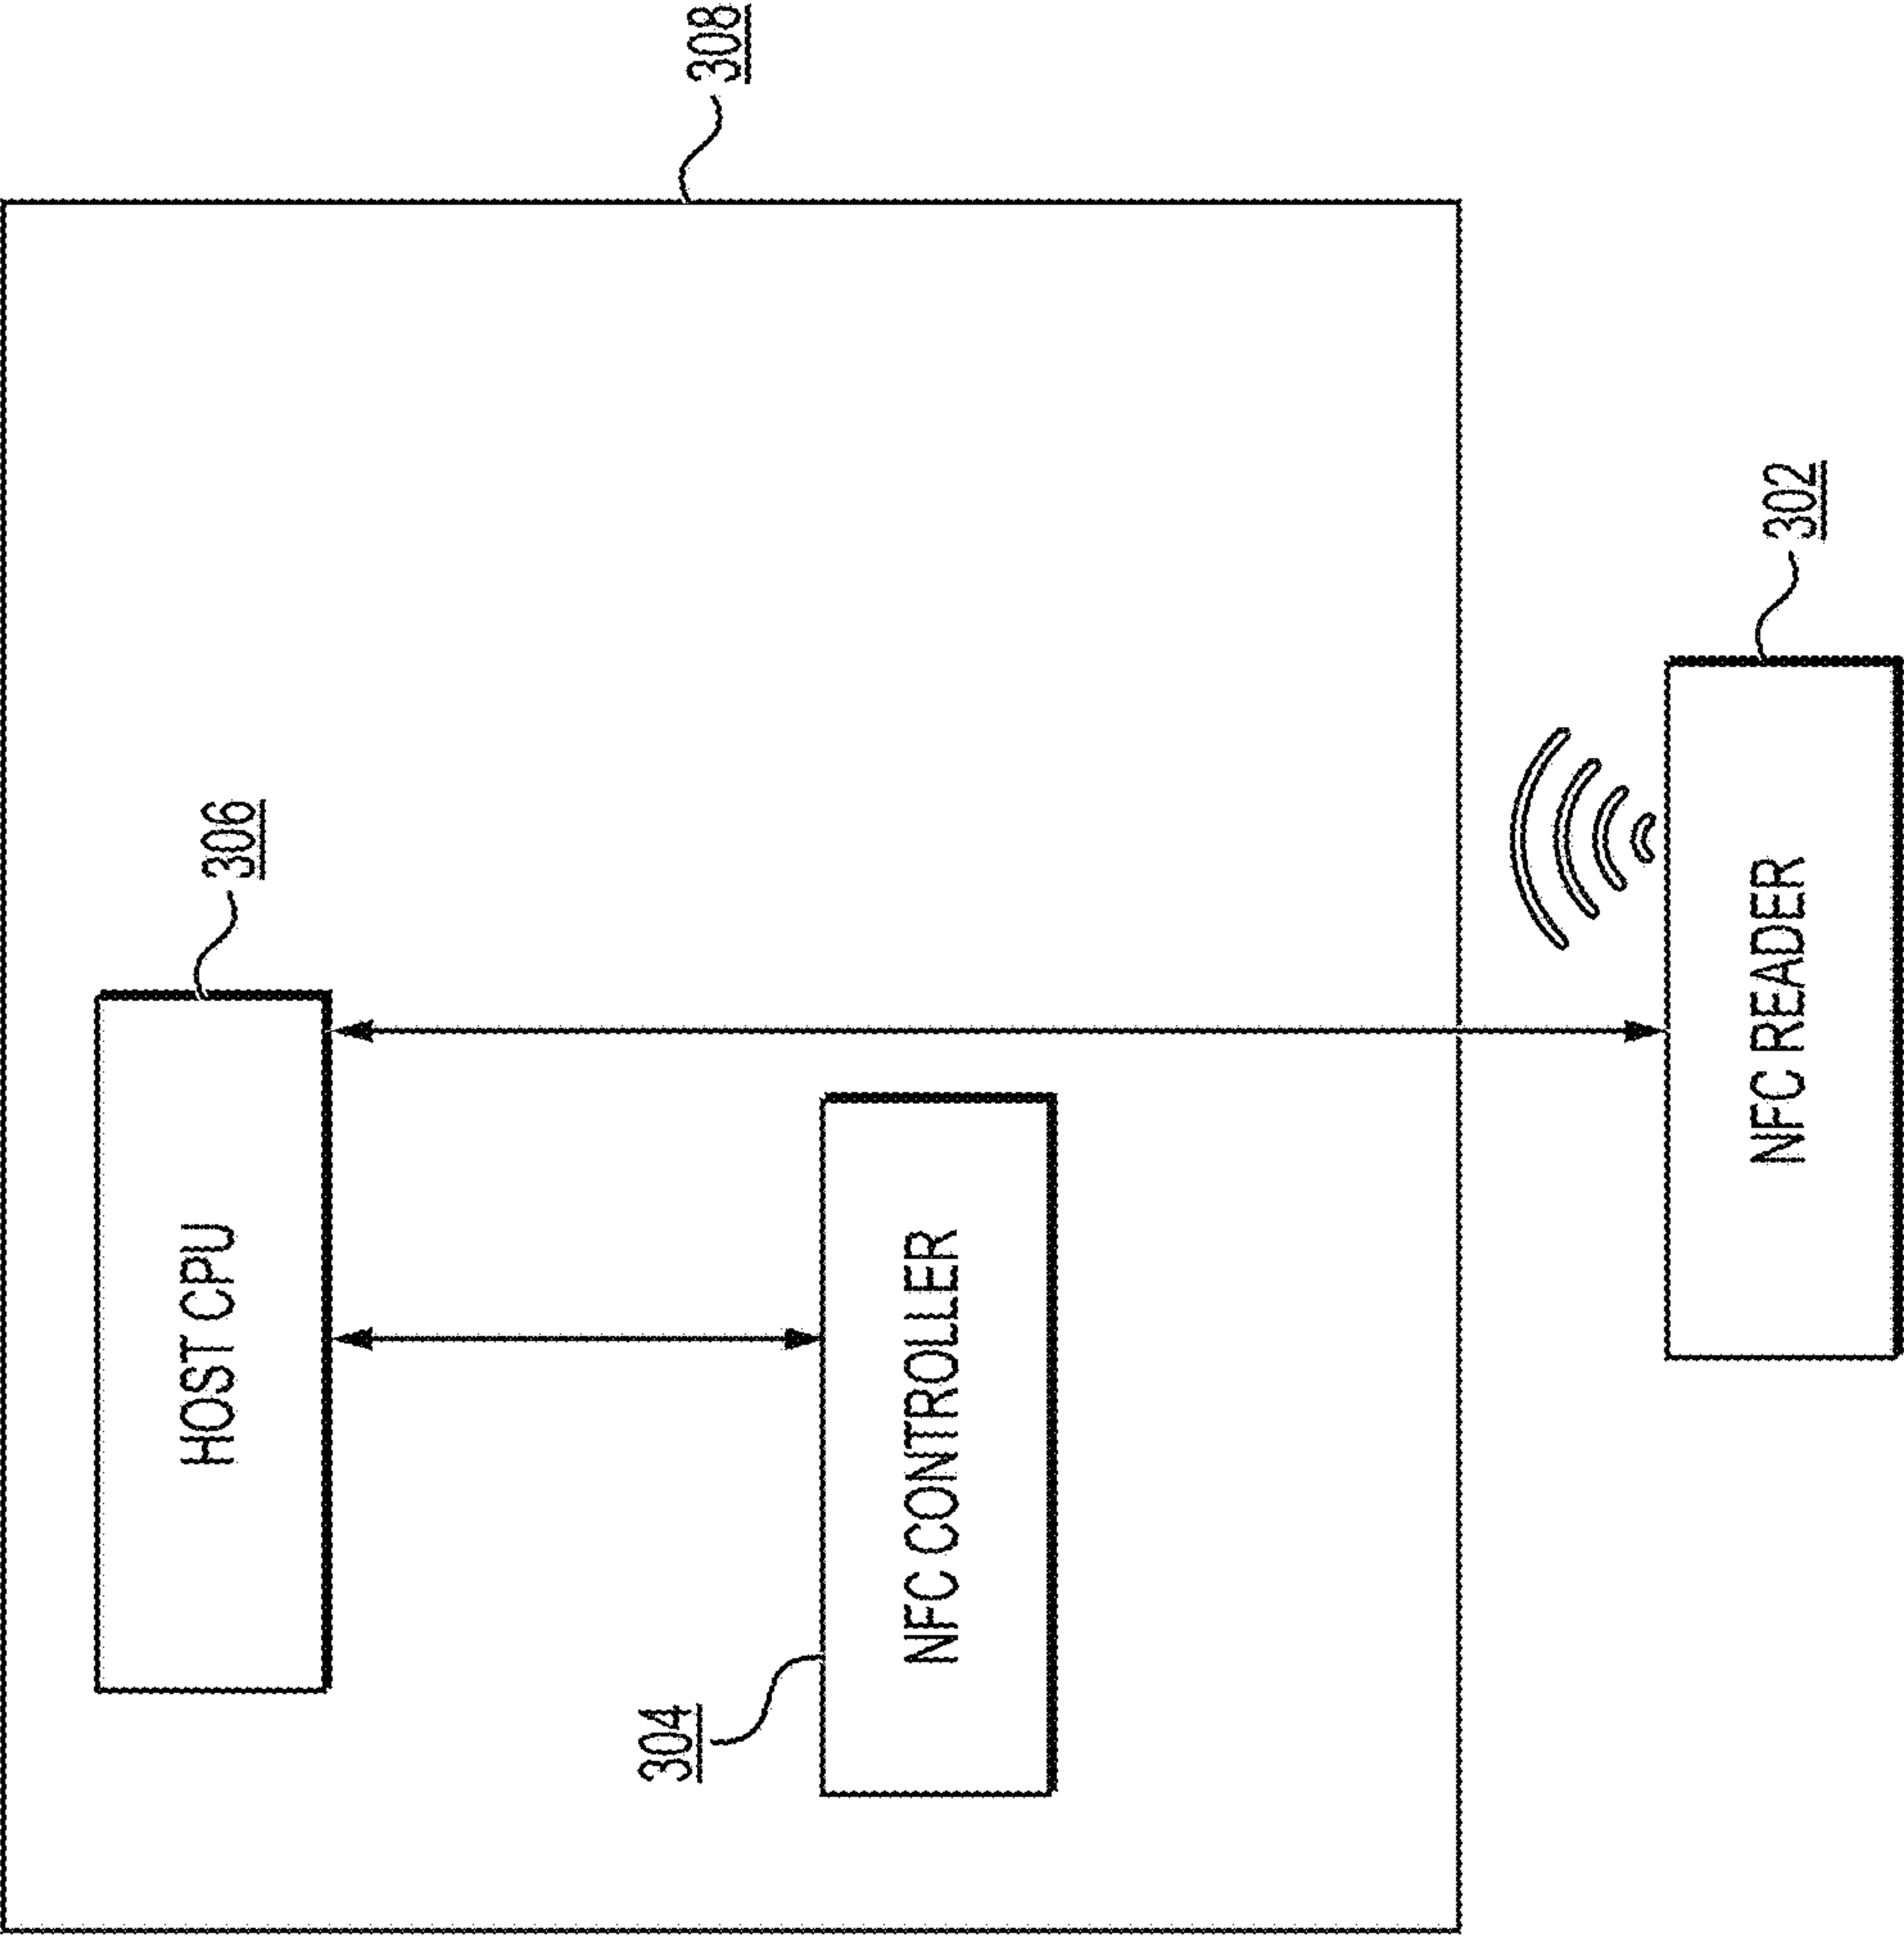 308
306
HOST CPU
304
NFC CONTROLLER
302
NFC READER